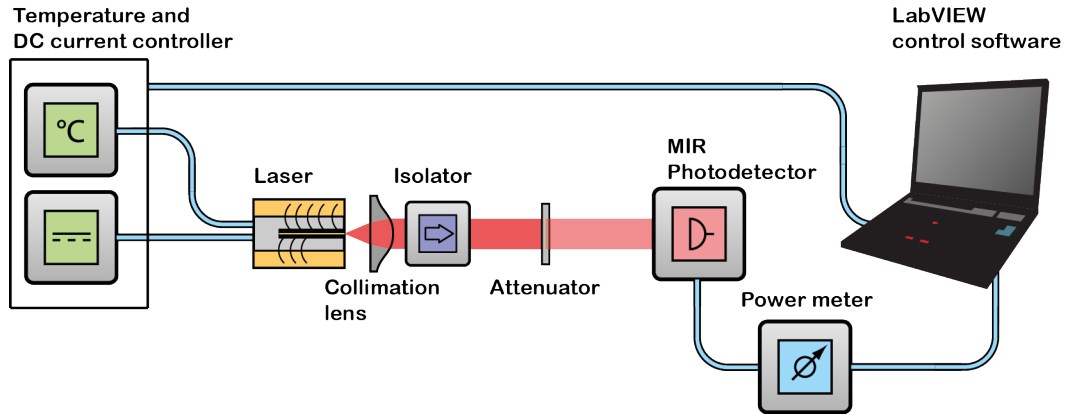 Temperature and
DC current controller
LabVIEW
control software
°C
Laser
Isolator
MIR
Photodetector
Collimation
lens
Attenuator
Power meter